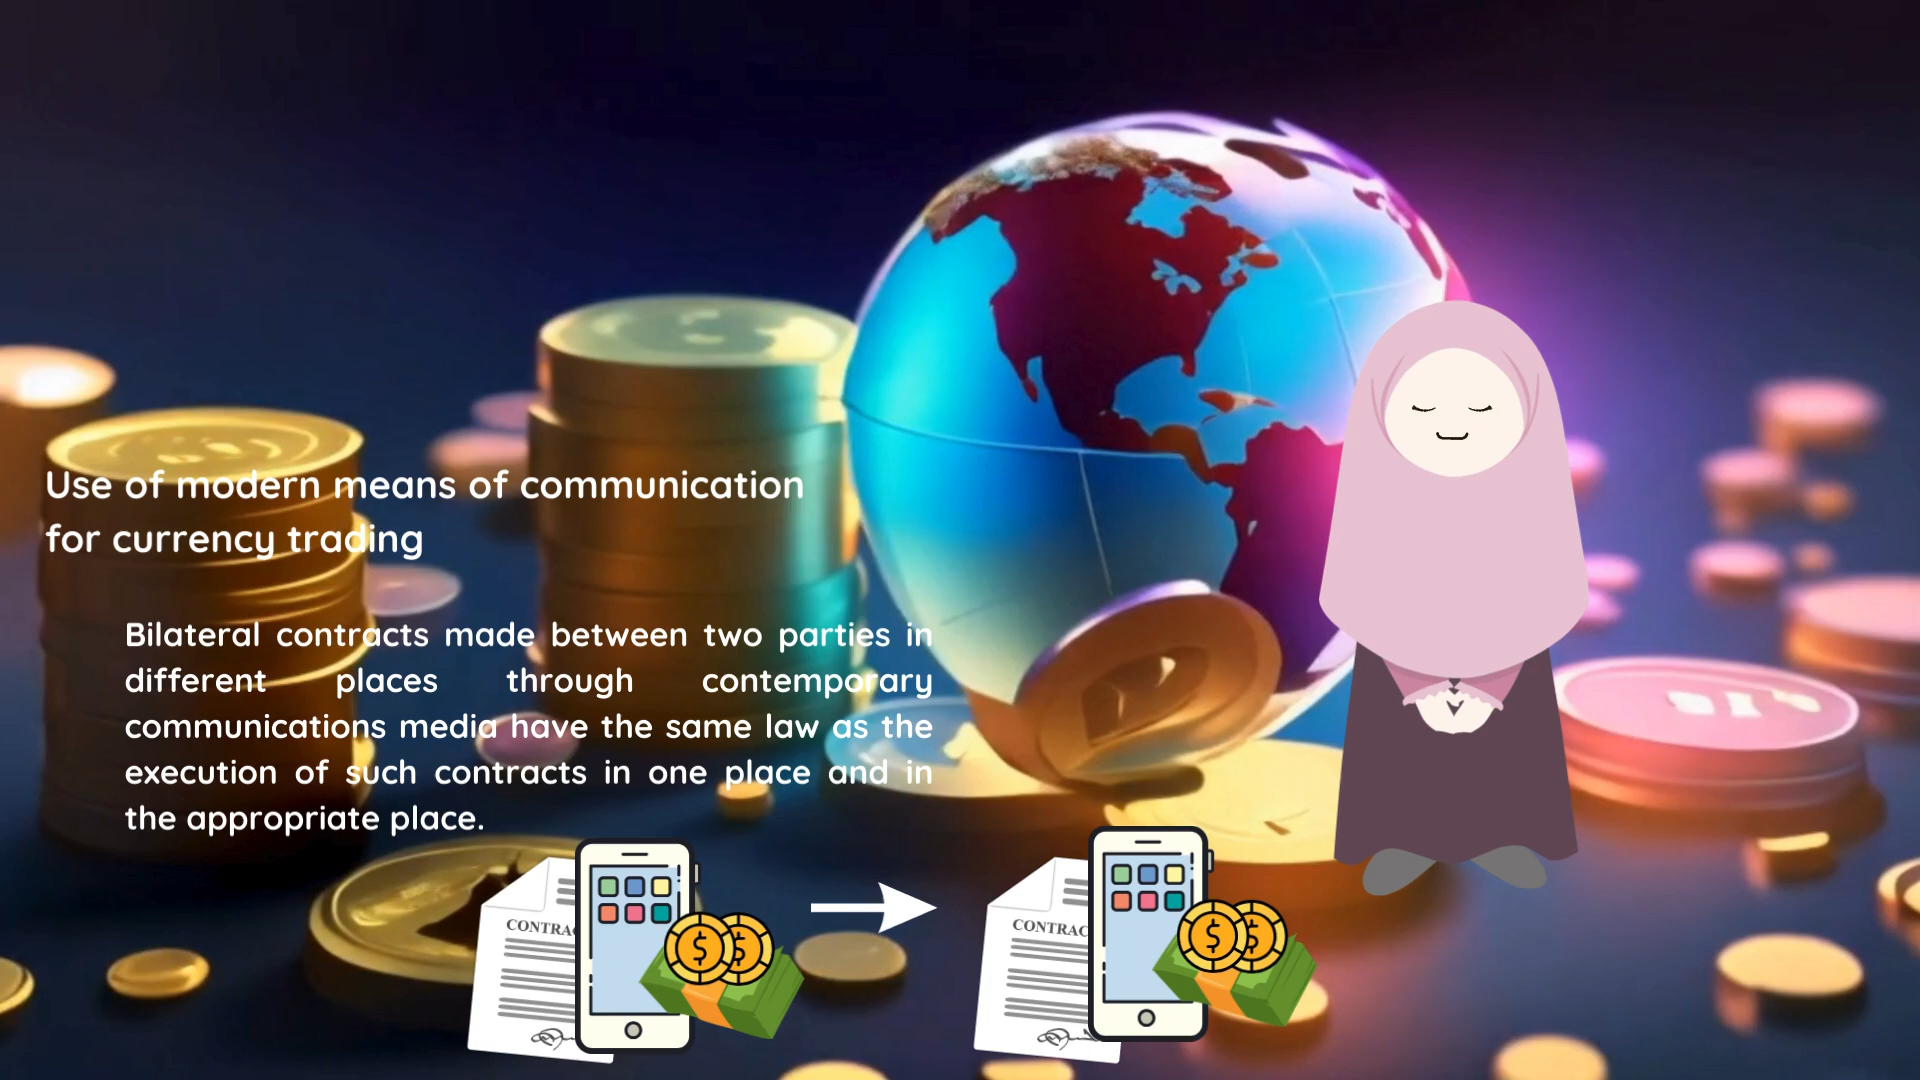 Use of modern means of communication
for currency trading
Bilateral contracts made between two parties in
different places through contemporary
communications media have the same law as the
execution of such contracts in one place and in
the appropriate place.
CONTRA
$ $
CONTRAC
$ $